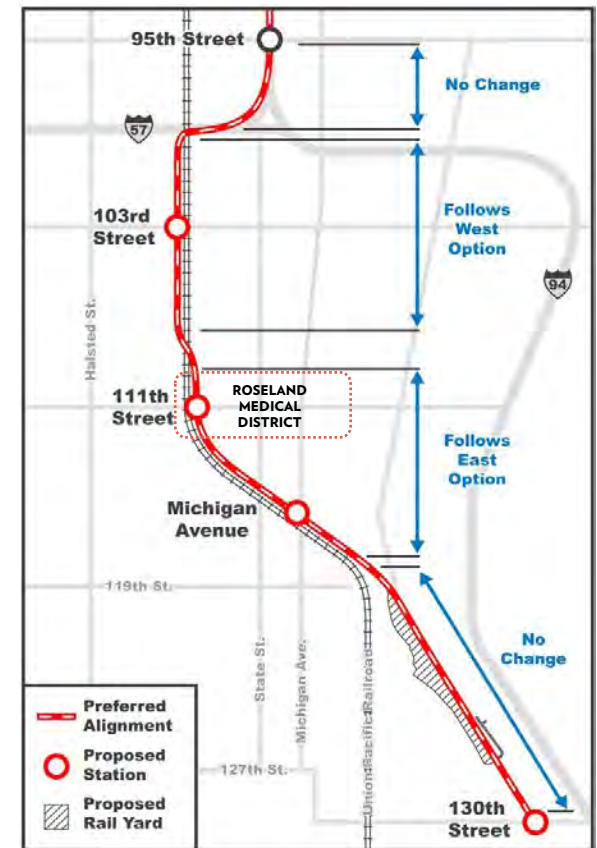 95th Street
No Change
57
103rd
Street
Follows
West
Option
94
Halsted St.
111th
Street
ROSELAND
MEDICAL
DISTRICT
Follows
East
Option
Michigan
Avenue
119th St.
State St.
Michigan Ave.
Union Pacific Railroad
No
Change
127th St.
130th
Street
Preferred
Alignment
Proposed
Station
Proposed
Rail Yard